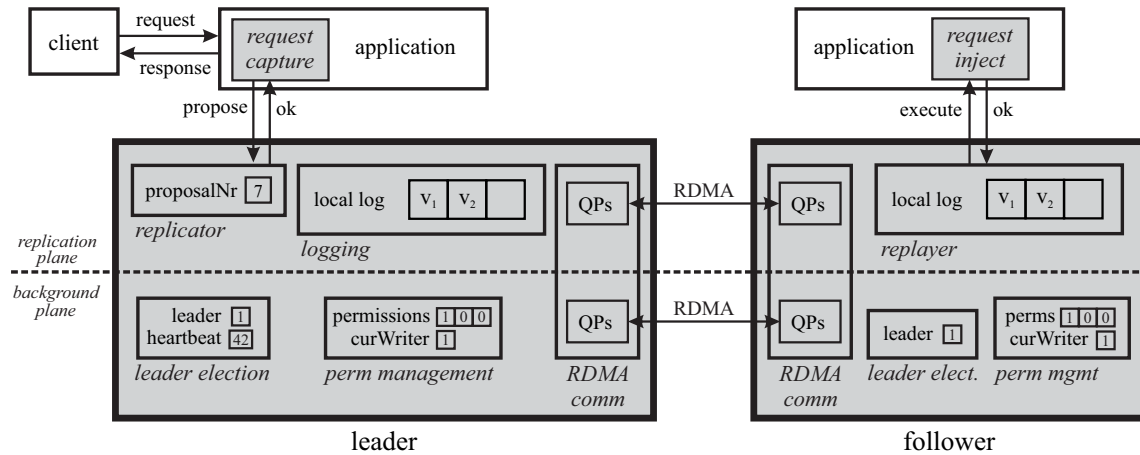 client
request
response
request
capture
application
propose
ok
application
request
inject
execute
ok
proposalNr 7
replicator
local log v1 v2
logging
QPs
RDMA
QPs
local log v1 v2
replayer
replication
plane
background
plane
leader 1
heartbeat 42
leader election
permissions 1 0 0
curWriter 1
perm management
QPs
RDMA
comm
RDMA
QPs
RDMA
comm
leader 1
leader elect.
perms 1 0 0
curWriter 1
perm mgmt
leader
follower